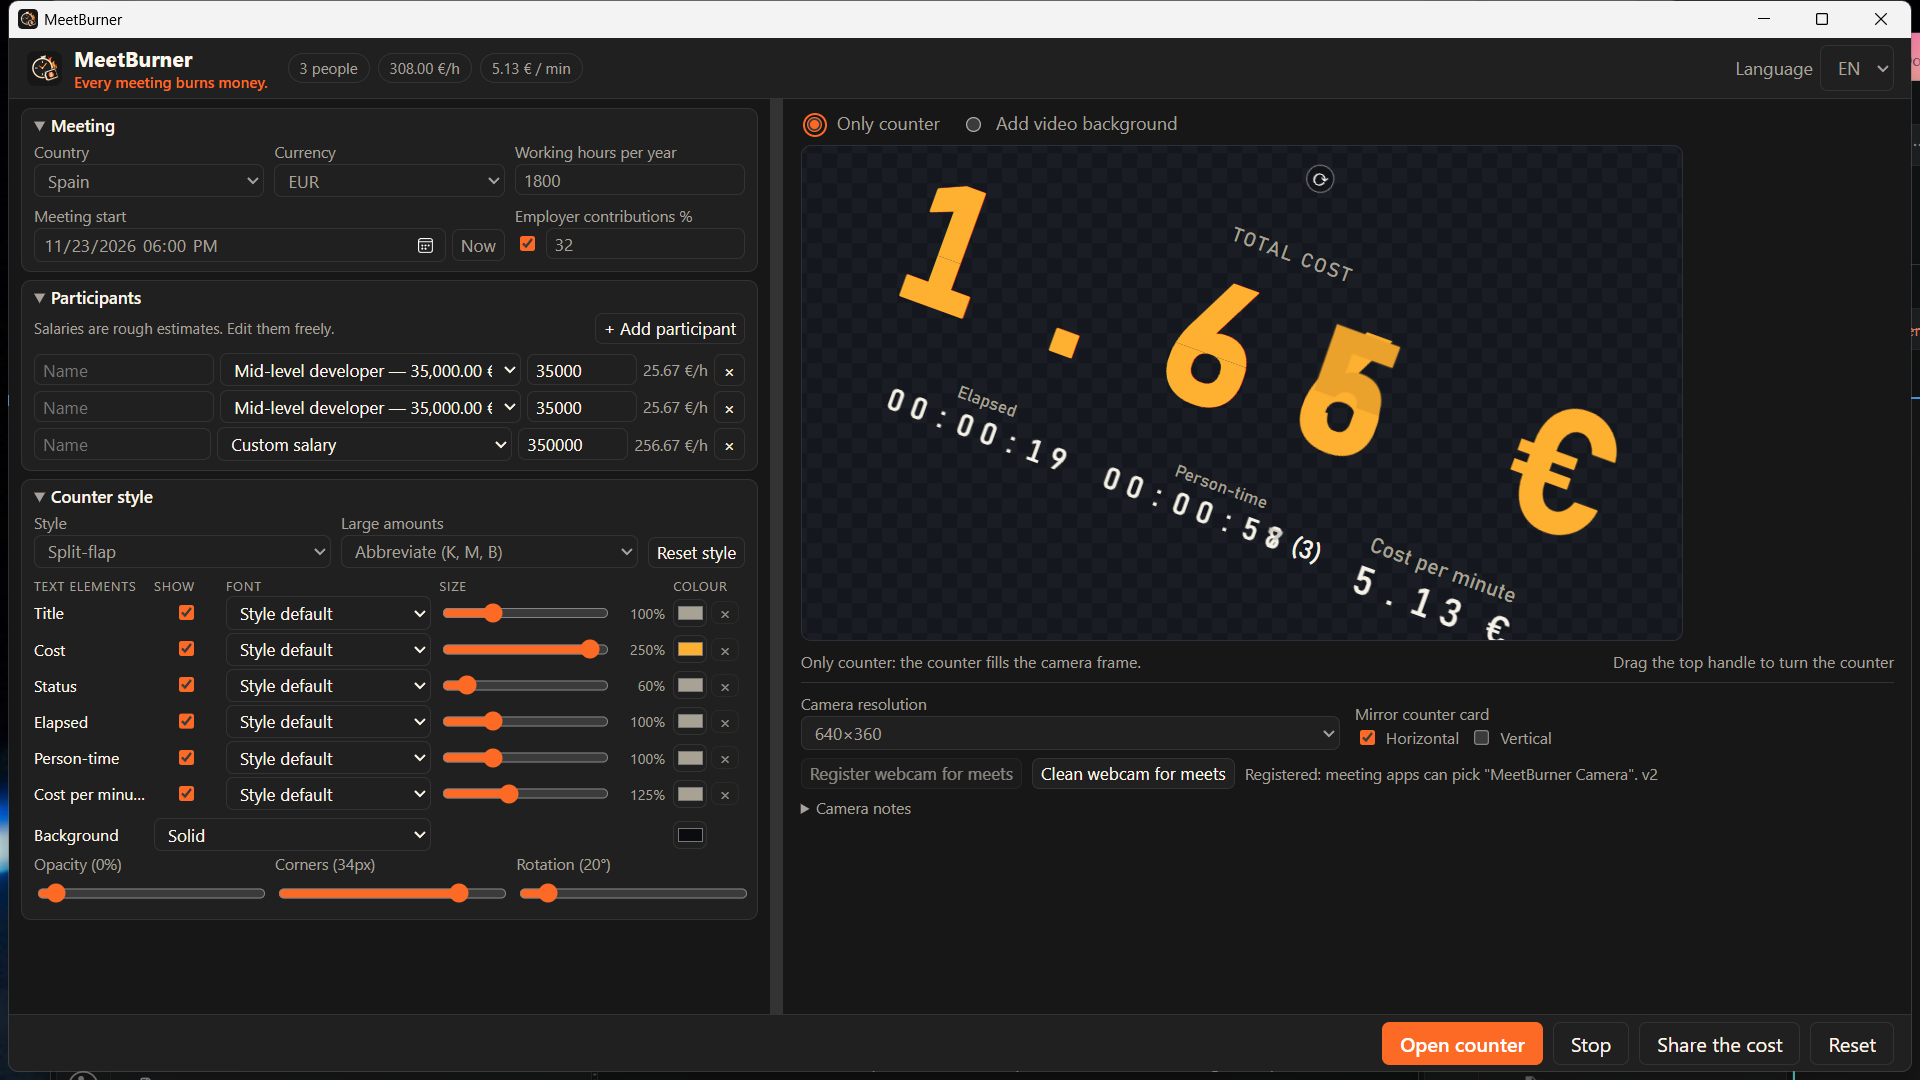 MeetBurner
MeetBurner
Every meeting burns money.
3 people
308.00 €/h
5.13 € / min
Language
EN
Meeting
Country
Currency
Working hours per year
Spain
EUR
1800
Meeting start
Employer contributions %
11/23/2026 06:00 PM
Now
32
Participants
Salaries are rough estimates. Edit them freely.
+ Add participant
Name
Mid-level developer — 35,000.00 €
35000
25.67 €/h
×
Name
Mid-level developer — 35,000.00 €
35000
25.67 €/h
×
Name
Custom salary
350000
256.67 €/h
×
Counter style
Style
Large amounts
Split-flap
Abbreviate (K, M, B)
Reset style
TEXT ELEMENTS
SHOW
FONT
SIZE
COLOUR
Title
Style default
100%
×
Cost
Style default
250%
×
Status
Style default
60%
×
Elapsed
Style default
100%
×
Person-time
Style default
100%
×
Cost per minu...
Style default
125%
×
Background
Solid
Opacity (0%)
Corners (34px)
Rotation (20°)
Only counter
Add video background
TOTAL COST
1.6 €
Elapsed
00:00:19
Person-time
00:00:58 (3)
Cost per minute
5.13 €
Only counter: the counter fills the camera frame.
Drag the top handle to turn the counter
Camera resolution
640×360
Mirror counter card
Horizontal
Vertical
Register webcam for meets
Clean webcam for meets
Registered: meeting apps can pick "MeetBurner Camera". v2
Camera notes
Open counter
Stop
Share the cost
Reset